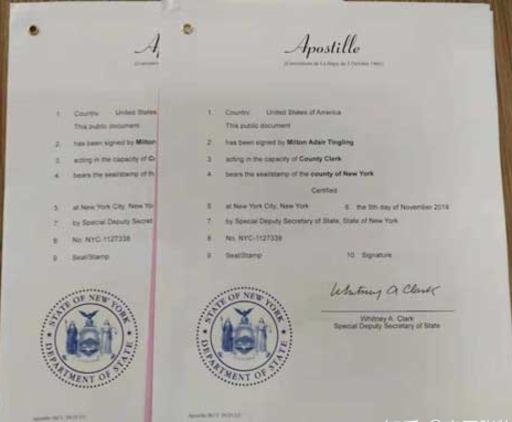 A
1. Country: United States
This public document
2. has been signed by Milton
3. acting in the capacity of C
4. bears the seal/stamp of th
5. at New York City, New Yo
7. by Special Deputy Secret
8. No. NYC-1127338
9. Seal/Stamp
STATE OF NEW YORK
DEPARTMENT OF STATE
Apostille
(Convention de La Haye du 5 Octobre 1961)
1. Country: United States of America
This public document
2. has been signed by Milton Adair Tingling
3. acting in the capacity of County Clerk
4. bears the seal/stamp of the county of New York
Certified
5. at New York City, New York 6. the 5th day of November 2019
7. by Special Deputy Secretary of State, State of New York
8. No. NYC-1127339
9. Seal/Stamp 10. Signature
Whitney A. Clark
Whitney A. Clark
Special Deputy Secretary of State
STATE OF NEW YORK
DEPARTMENT OF STATE